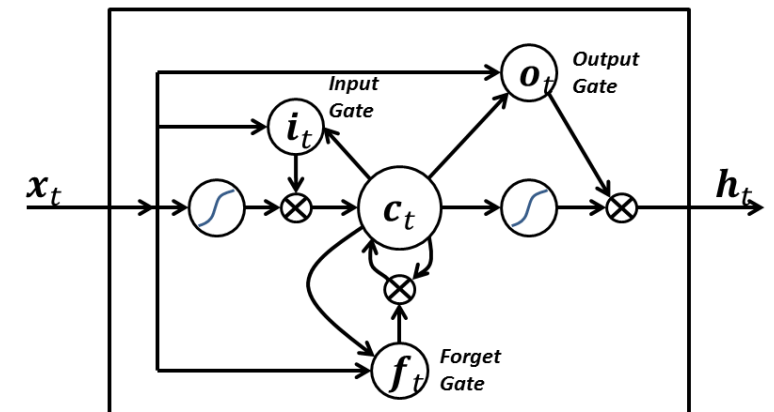 Output
Gate
o_t
Input
Gate
i_t
x_t
c_t
h_t
f_t
Forget
Gate